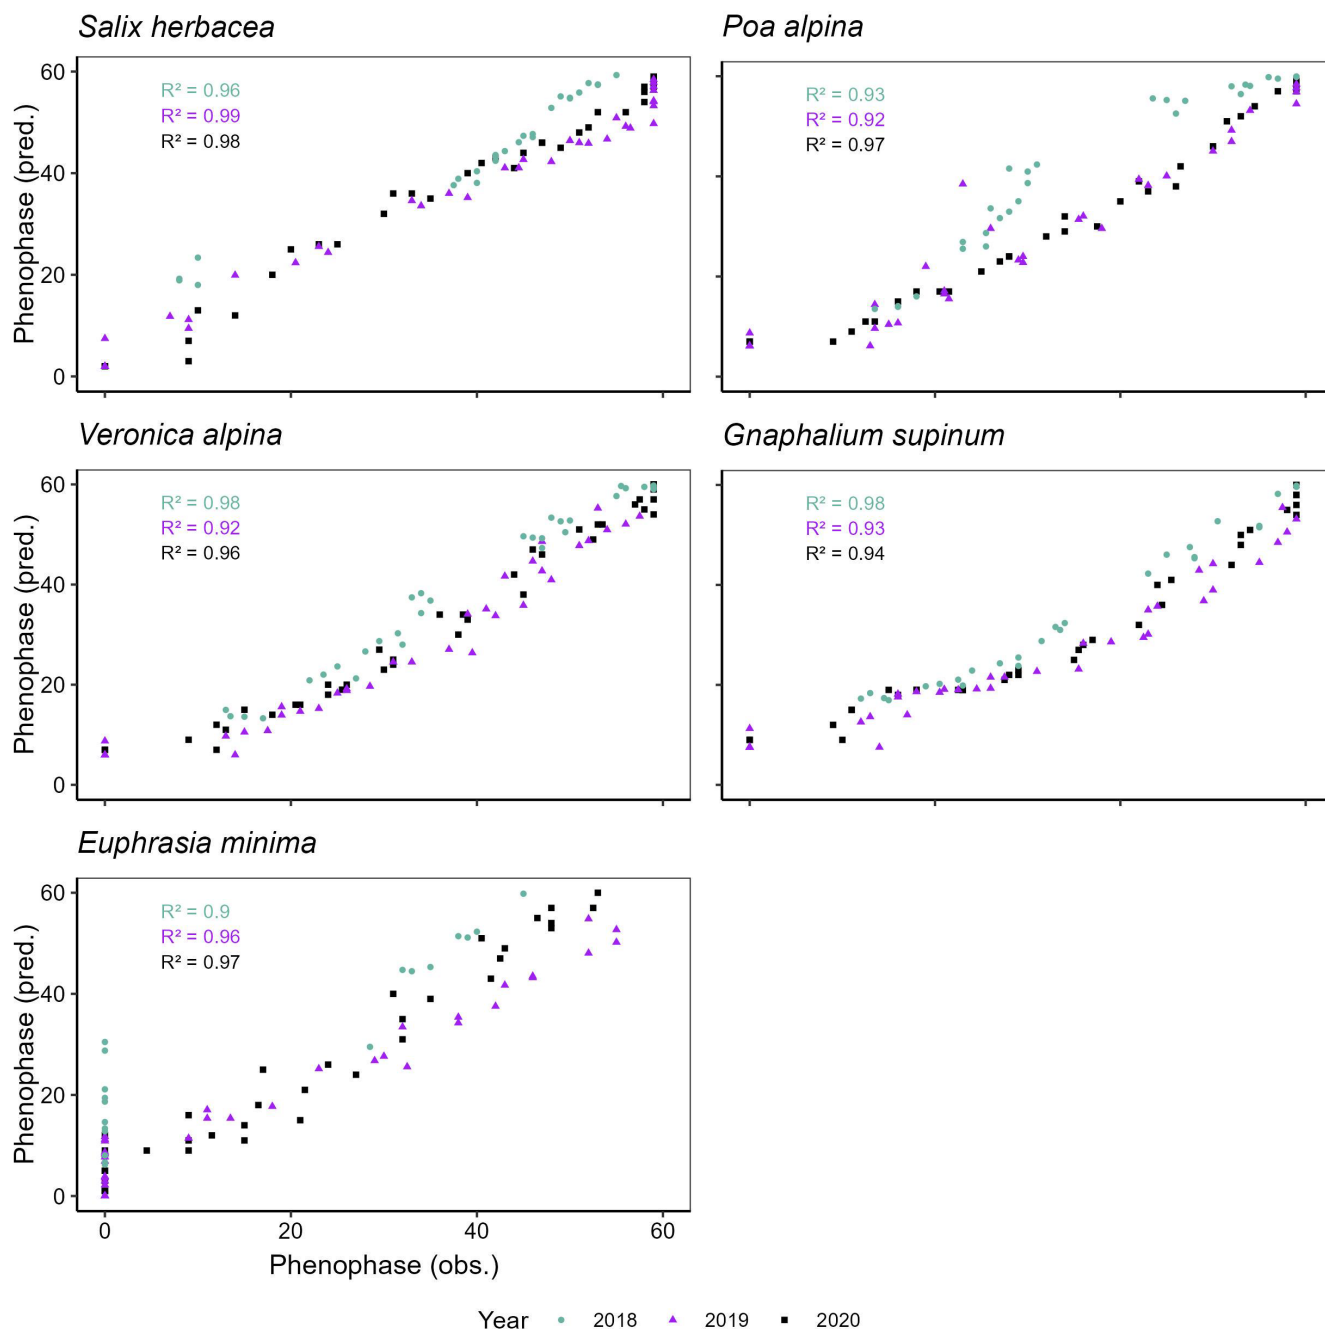 Salix herbacea
Poa alpina
60
40
20
0
Phenophase (pred.)
R² = 0.96
R² = 0.99
R² = 0.98
R² = 0.93
R² = 0.92
R² = 0.97
Veronica alpina
Gnaphalium supinum
60
40
20
0
Phenophase (pred.)
R² = 0.98
R² = 0.92
R² = 0.96
R² = 0.98
R² = 0.93
R² = 0.94
Euphrasia minima
60
40
20
0
Phenophase (pred.)
R² = 0.9
R² = 0.96
R² = 0.97
0 20 40 60
Phenophase (obs.)
Year 2018 2019 2020